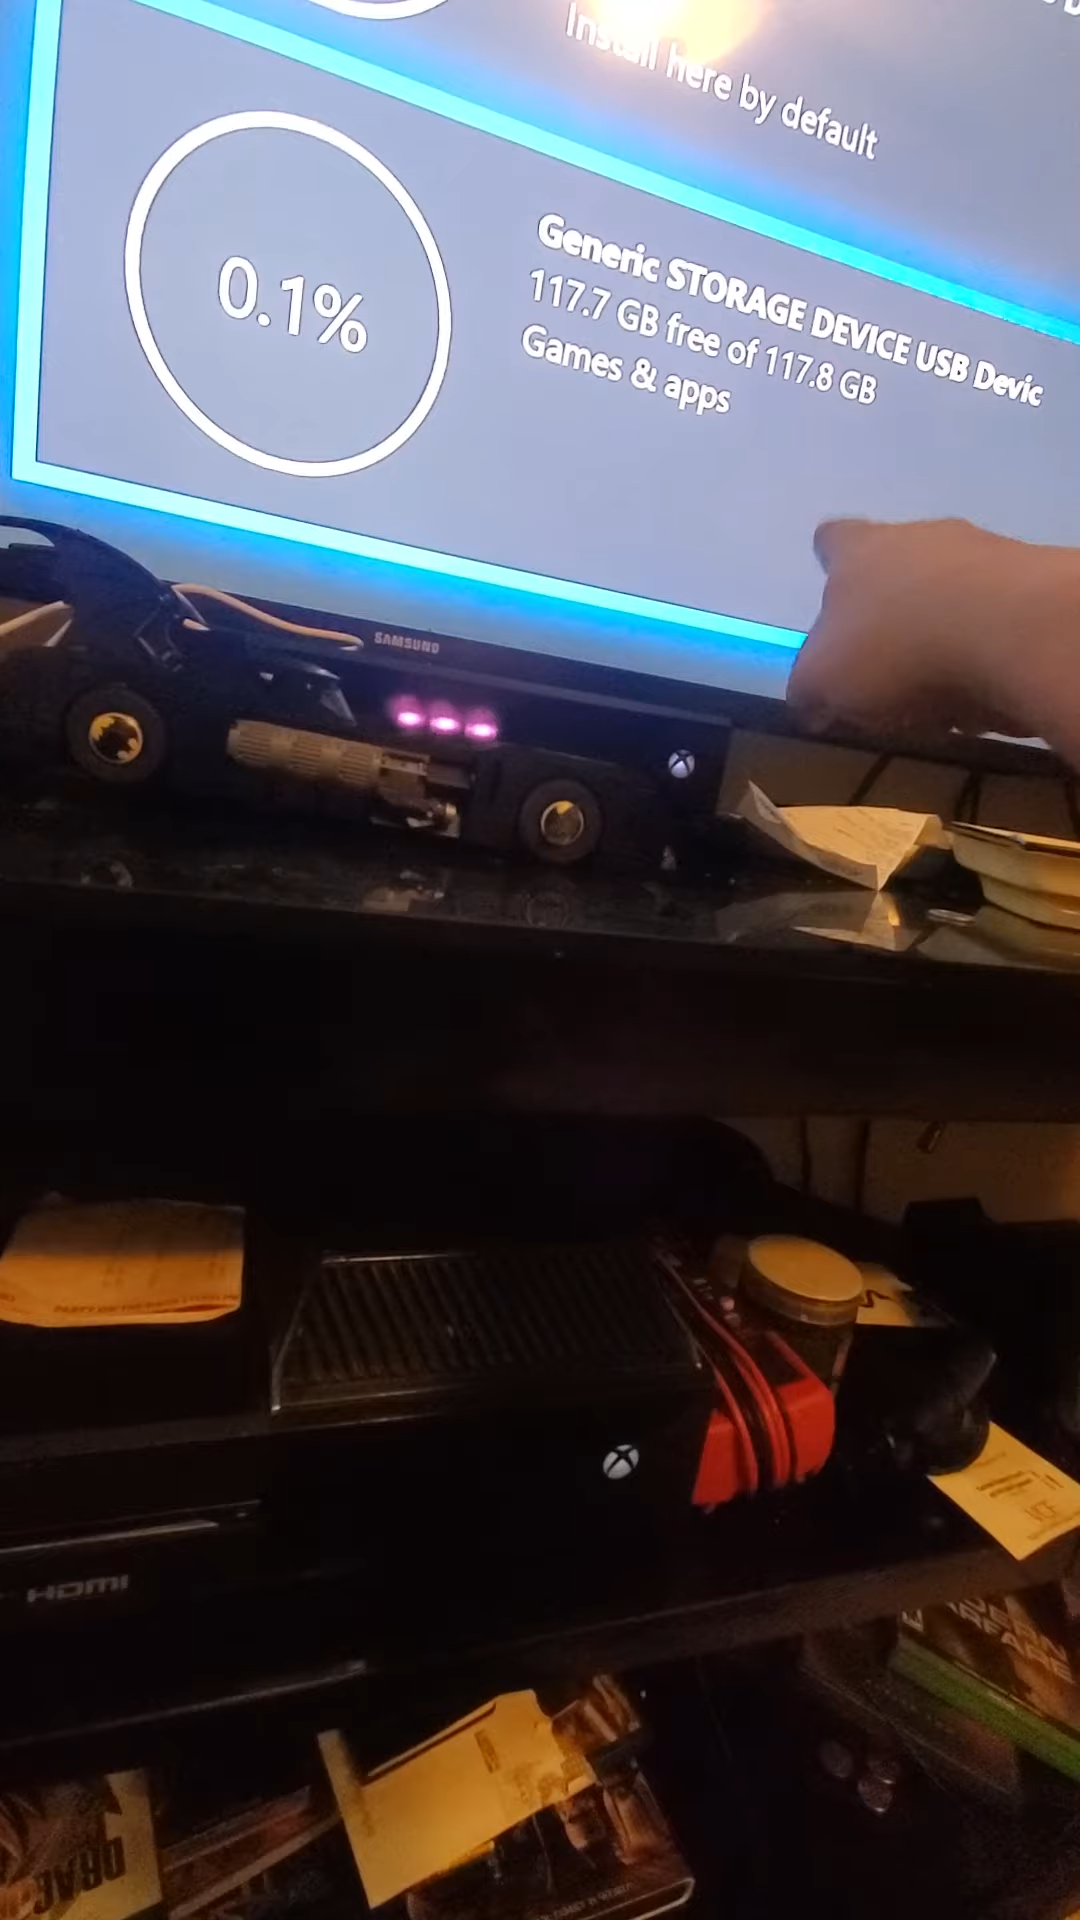 Install here by default
0.1%
Generic STORAGE DEVICE USB Devic
117.7 GB free of 117.8 GB
Games & apps
SAMSUNG
HDMI